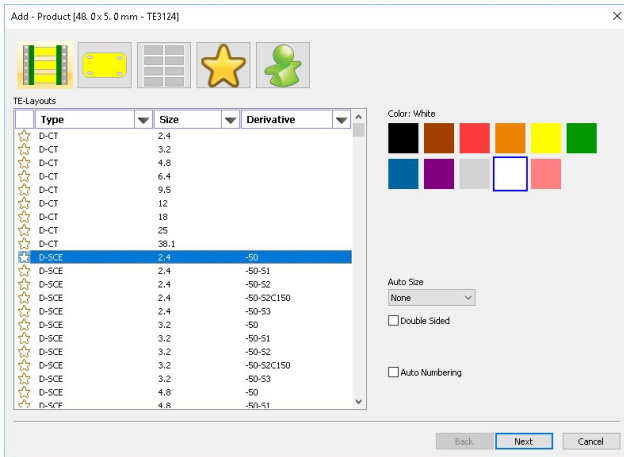 Add - Product [48. 0 x 5. 0 mm - TE3124]
TE-Layouts
Type Size Derivative
D-CT 2.4
D-CT 3.2
D-CT 4.8
D-CT 6.4
D-CT 9.5
D-CT 12
D-CT 18
D-CT 25
D-CT 38.1
D-SCE 2.4 -50
D-SCE 2.4 -50-S1
D-SCE 2.4 -50-S2
D-SCE 2.4 -50-S2C150
D-SCE 2.4 -50-S3
D-SCE 3.2 -50
D-SCE 3.2 -50-S1
D-SCE 3.2 -50-S2
D-SCE 3.2 -50-S2C150
D-SCE 3.2 -50-S3
D-SCE 4.8 -50
D-SCE 4.8 -50-S1
Color: White
Auto Size
None
Double Sided
Auto Numbering
Back Next Cancel